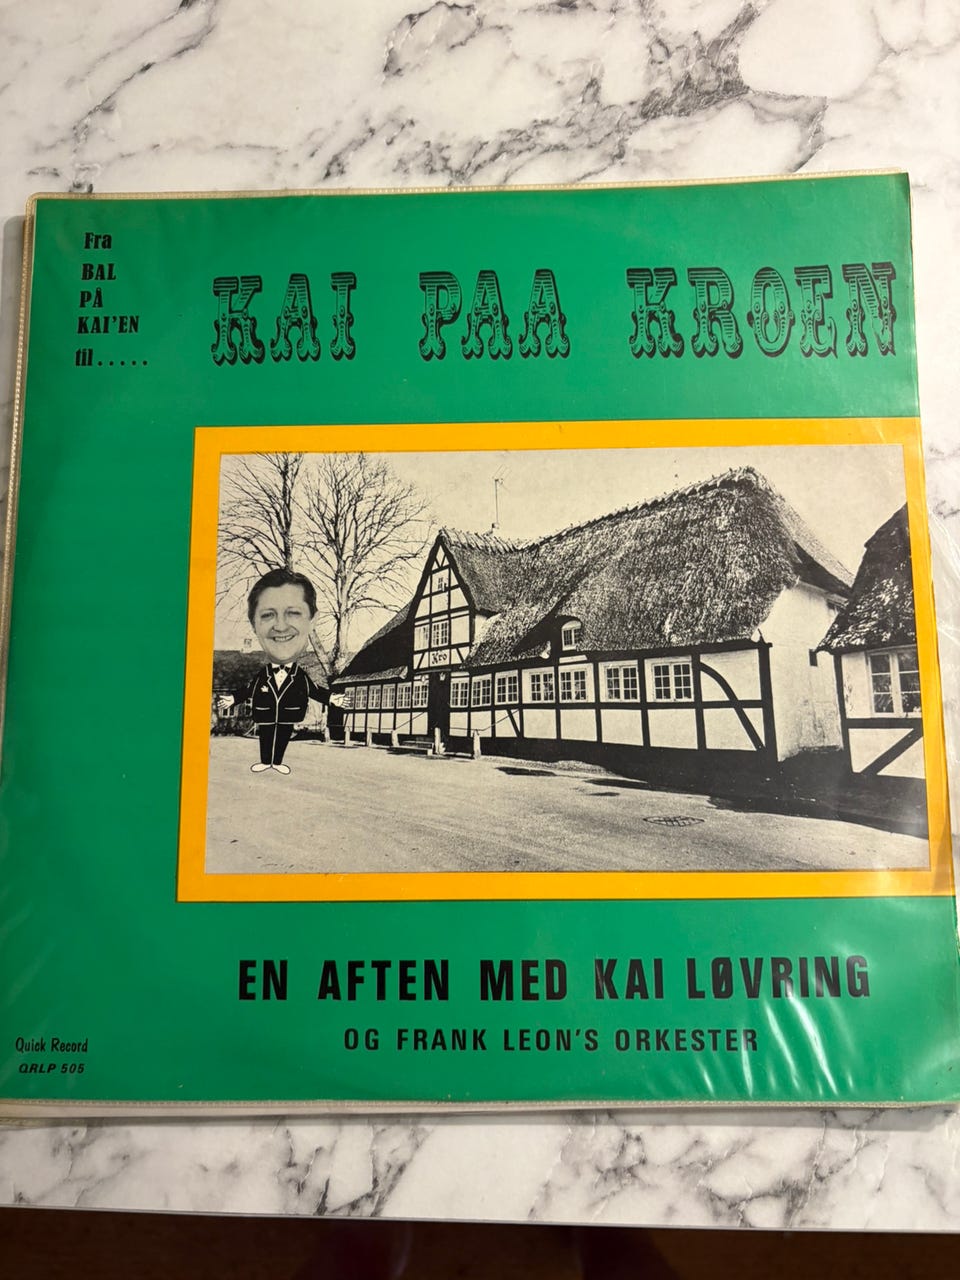 Fra
BAL
PÅ
KAI'EN
til.....
KAI PAA KROEN
Kro
EN AFTEN MED KAI LØVRING
OG FRANK LEON'S ORKESTER
Quick Record
QRLP 505